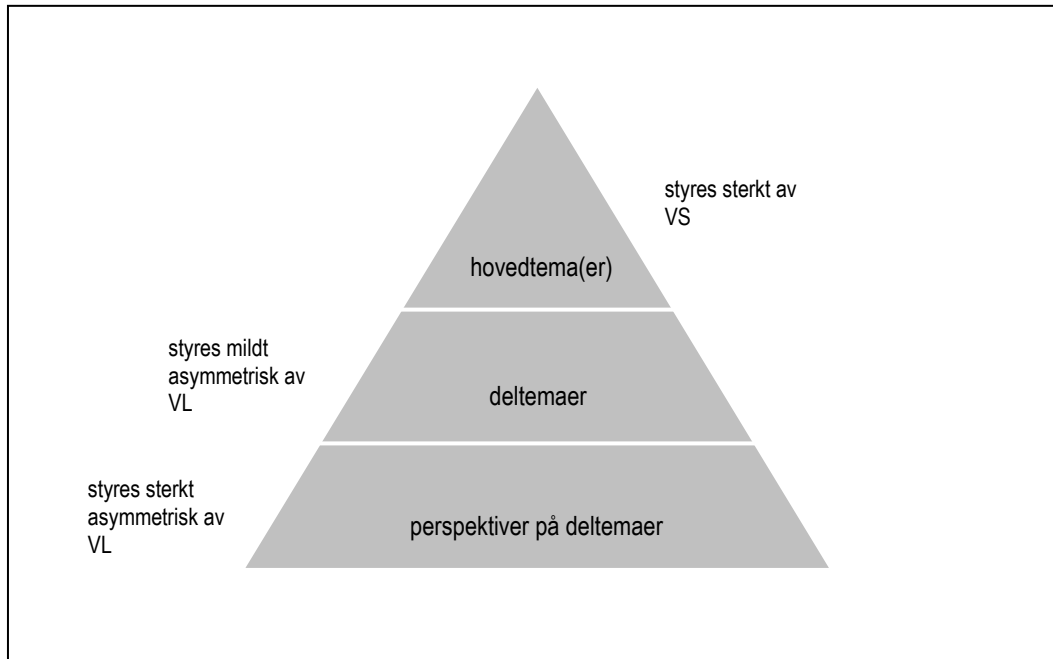 styres sterkt av
VS
hovedtema(er)
styres mildt
asymmetrisk av
VL
deltemaer
styres sterkt
asymmetrisk av
VL
perspektiver på deltemaer